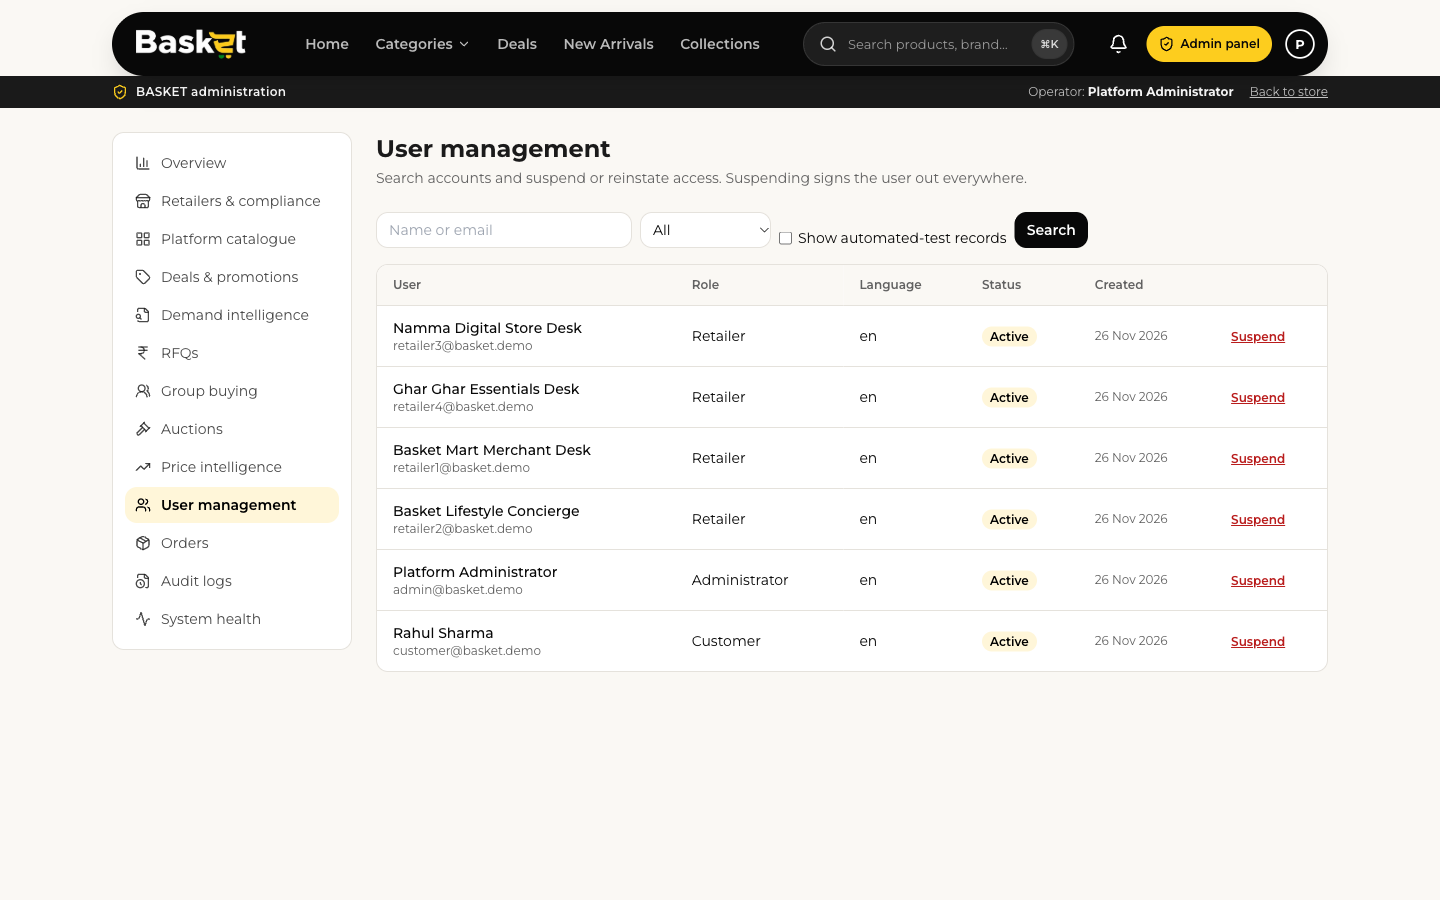 Basket
Home
Categories
Deals
New Arrivals
Collections
Search products, brand...
⌘K
Admin panel
P
BASKET administration
Operator: Platform Administrator
Back to store
Overview
Retailers & compliance
Platform catalogue
Deals & promotions
Demand intelligence
RFQs
Group buying
Auctions
Price intelligence
User management
Orders
Audit logs
System health
User management
Search accounts and suspend or reinstate access. Suspending signs the user out everywhere.
Name or email
All
Show automated-test records
Search
User Role Language Status Created
Namma Digital Store Desk
retailer3@basket.demo
Retailer en Active 26 Nov 2026 Suspend
Ghar Ghar Essentials Desk
retailer4@basket.demo
Retailer en Active 26 Nov 2026 Suspend
Basket Mart Merchant Desk
retailer1@basket.demo
Retailer en Active 26 Nov 2026 Suspend
Basket Lifestyle Concierge
retailer2@basket.demo
Retailer en Active 26 Nov 2026 Suspend
Platform Administrator
admin@basket.demo
Administrator en Active 26 Nov 2026 Suspend
Rahul Sharma
customer@basket.demo
Customer en Active 26 Nov 2026 Suspend